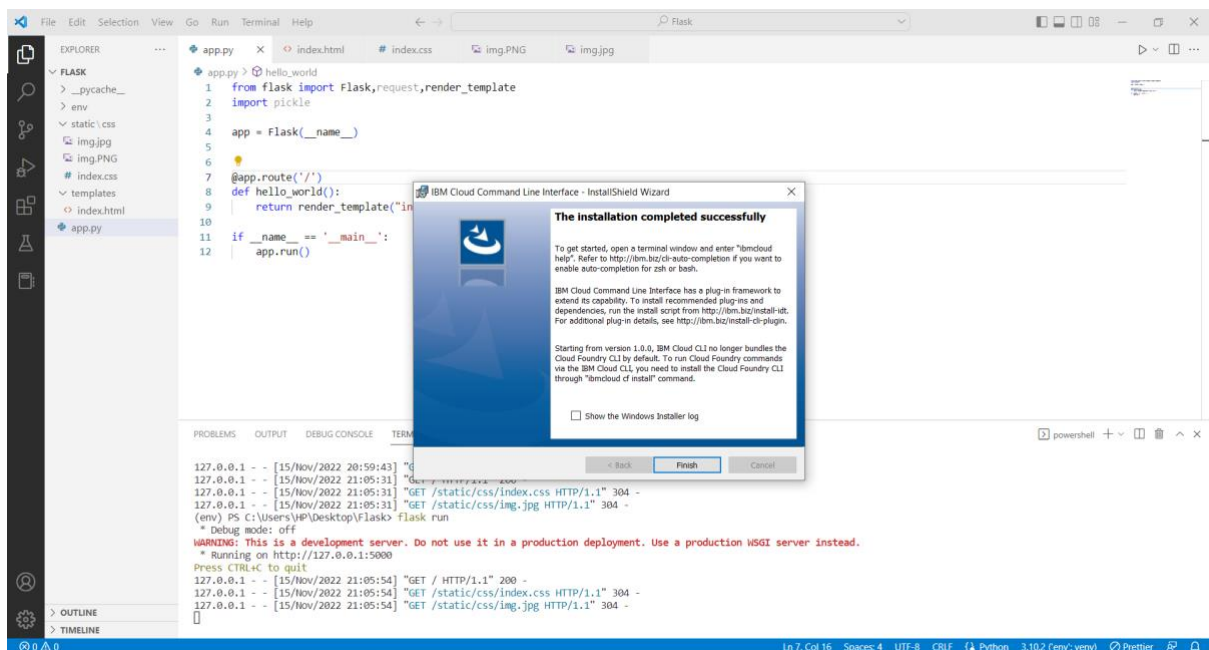 File Edit Selection View Go Run Terminal Help
Flask
EXPLORER
app.py
index.html
# index.css
img.PNG
img.jpg
FLASK
__pycache__
env
static \ css
img.jpg
img.PNG
# index.css
templates
index.html
app.py
app.py > hello_world
1 from flask import Flask,request,render_template
2 import pickle
3
4 app = Flask(__name__)
5
6
7 @app.route('/')
8 def hello_world():
9 return render_template("in
10
11 if __name__ == '__main__':
12 app.run()
IBM Cloud Command Line Interface - InstallShield Wizard
The installation completed successfully
To get started, open a terminal window and enter "ibmcloud
help". Refer to http://ibm.biz/cli-auto-completion if you want to
enable auto-completion for zsh or bash.
IBM Cloud Command Line Interface has a plug-in framework to
extend its capability. To install recommended plug-ins and
dependencies, run the install script from http://ibm.biz/install-idt.
For additional plug-in details, see http://ibm.biz/install-cli-plugin.
Starting from version 1.0.0, IBM Cloud CLI no longer bundles the
Cloud Foundry CLI by default. To run Cloud Foundry commands
via the IBM Cloud CLI, you need to install the Cloud Foundry CLI
through "ibmcloud cf install" command.
Show the Windows Installer log
< Back Finish Cancel
PROBLEMS OUTPUT DEBUG CONSOLE TERM
powershell
127.0.0.1 - - [15/Nov/2022 20:59:43] "G
127.0.0.1 - - [15/Nov/2022 21:05:31] "GET / HTTP/1.1" 200 -
127.0.0.1 - - [15/Nov/2022 21:05:31] "GET /static/css/index.css HTTP/1.1" 304 -
127.0.0.1 - - [15/Nov/2022 21:05:31] "GET /static/css/img.jpg HTTP/1.1" 304 -
(env) PS C:\Users\HP\Desktop\Flask> flask run
* Debug mode: off
WARNING: This is a development server. Do not use it in a production deployment. Use a production WSGI server instead.
* Running on http://127.0.0.1:5000
Press CTRL+C to quit
127.0.0.1 - - [15/Nov/2022 21:05:54] "GET / HTTP/1.1" 200 -
127.0.0.1 - - [15/Nov/2022 21:05:54] "GET /static/css/index.css HTTP/1.1" 304 -
127.0.0.1 - - [15/Nov/2022 21:05:54] "GET /static/css/img.jpg HTTP/1.1" 304 -
OUTLINE
TIMELINE
0 0 Ln 7, Col 16 Spaces: 4 UTF-8 CRLF Python 3.10.2 ('env': venv) Prettier